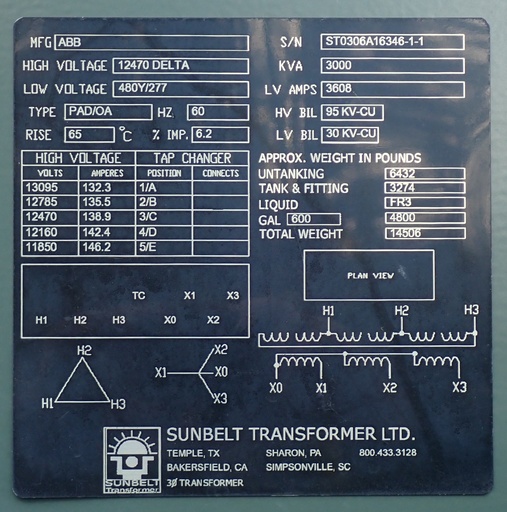 MFG ABB S/N ST0306A16346-1-1
HIGH VOLTAGE 12470 DELTA KVA 3000
LOW VOLTAGE 480Y/277 LV AMPS 3608
TYPE PAD/OA HZ 60 HV BIL 95 KV-CU
RISE 65 °C % IMP. 6.2 LV BIL 30 KV-CU
HIGH VOLTAGE TAP CHANGER
VOLTS AMPERES POSITION CONNECTS
13095 132.3 1/A
12785 135.5 2/B
12470 138.9 3/C
12160 142.4 4/D
11850 146.2 5/E
APPROX. WEIGHT IN POUNDS
UNTANKING 6432
TANK & FITTING 3274
LIQUID FR3
GAL 600 4800
TOTAL WEIGHT 14506
TC X1 X3
H1 H2 H3 X0 X2
PLAN VIEW
H1 H2 H3
X0 X1 X2 X3
H2
H1 H3
X2
X1 X0
X3
SUNBELT
Transformer
SUNBELT TRANSFORMER LTD.
TEMPLE, TX SHARON, PA 800.433.3128
BAKERSFIELD, CA SIMPSONVILLE, SC
3Ø TRANSFORMER